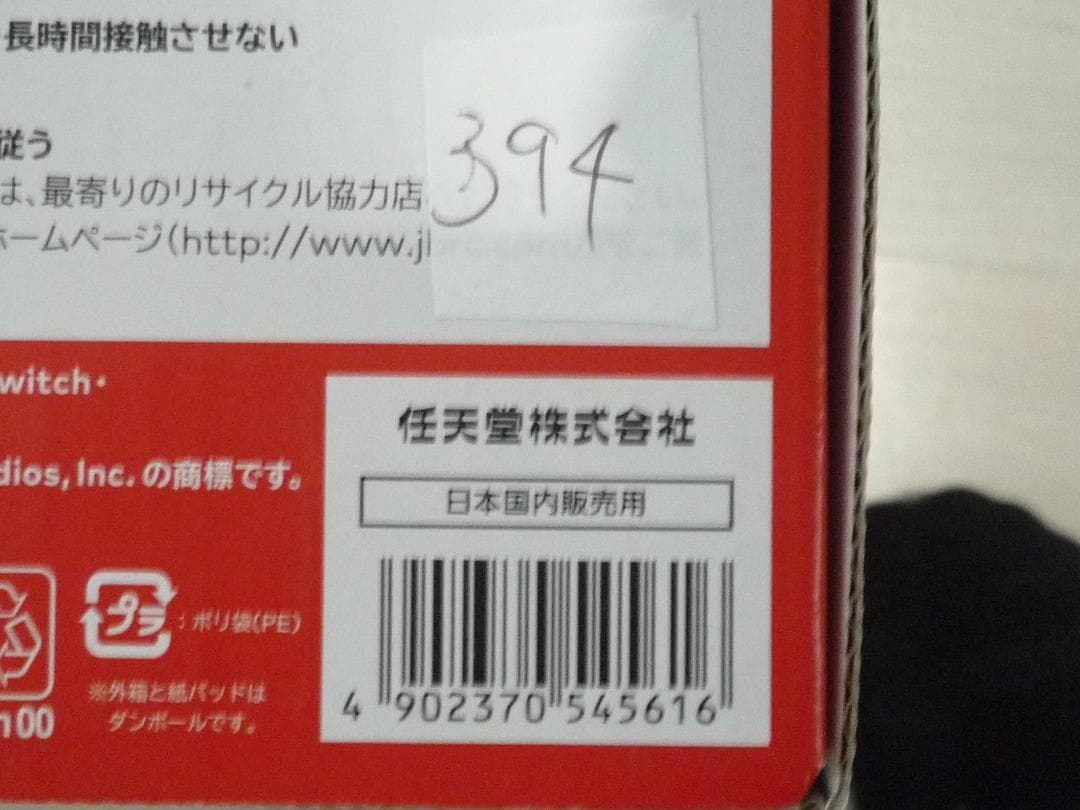 長時間接触させない
394
従う
は、最寄りのリサイクル協力店
ホームページ(http://www.j
witch・
dios, Inc. の商標です。
任天堂株式会社
日本国内販売用
プラ : ポリ袋(PE)
※外箱と紙パッドは
ダンボールです。
100
4 902370 545616